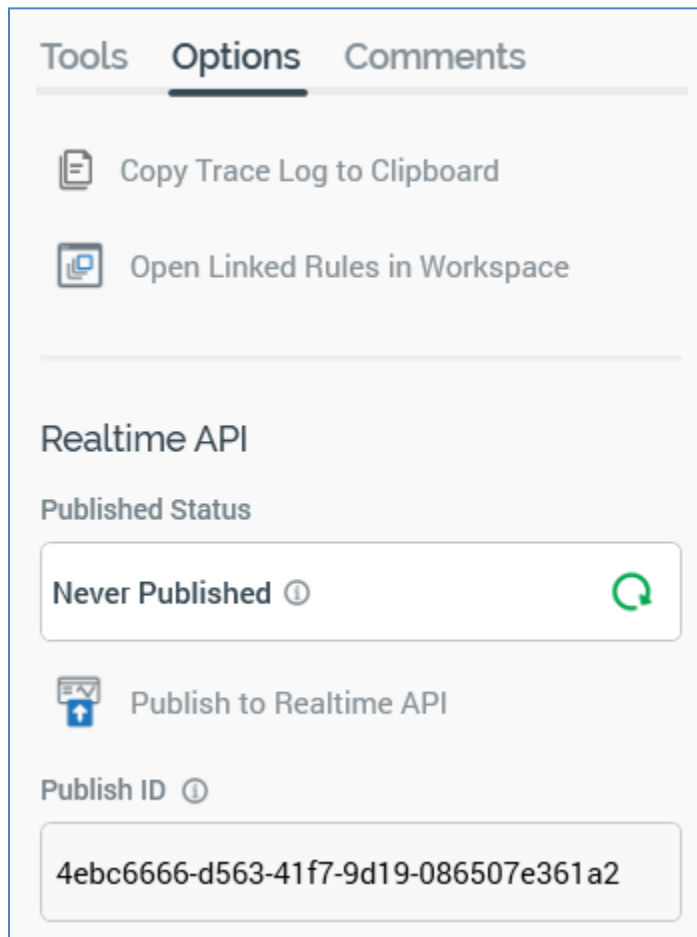 Tools Options Comments
Copy Trace Log to Clipboard
Open Linked Rules in Workspace
Realtime API
Published Status
Never Published
Publish to Realtime API
Publish ID
4ebc6666-d563-41f7-9d19-086507e361a2